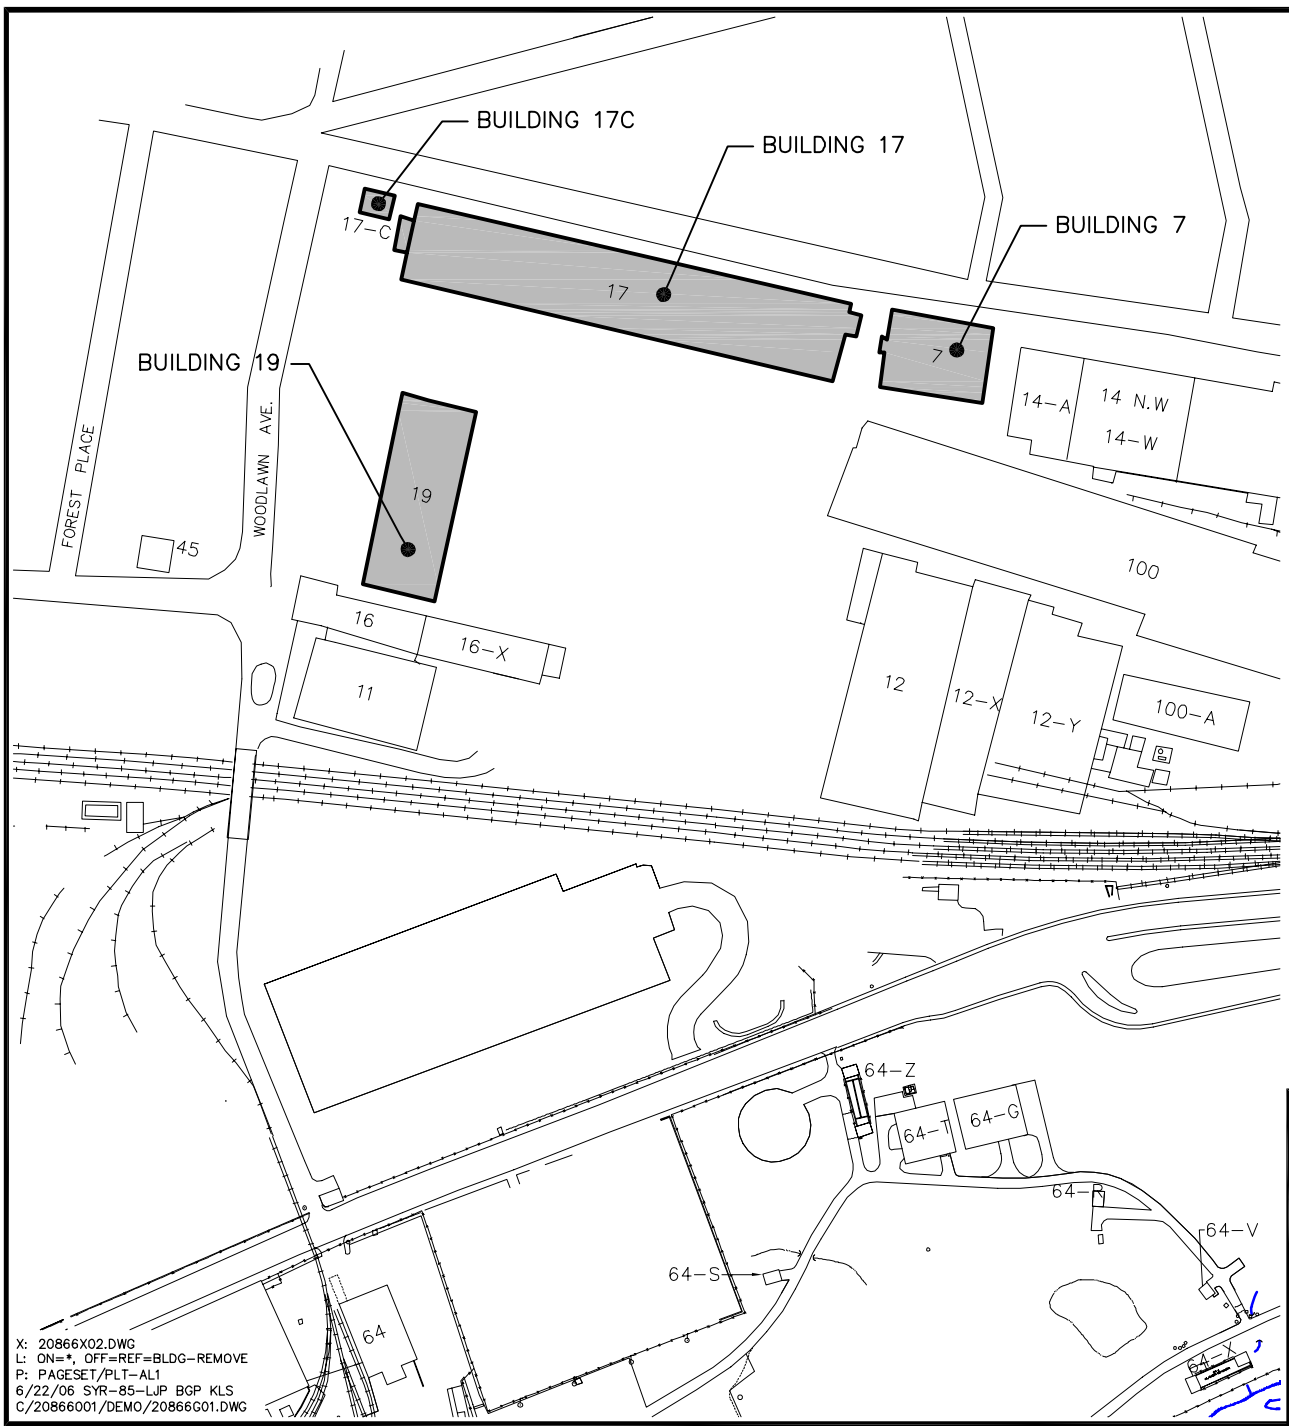 BUILDING 17C
BUILDING 17
BUILDING 7
17-C
17
7
BUILDING 19
14-A
14 N.W
14-W
FOREST PLACE
WOODLAWN AVE.
19
45
100
16
16-X
11
12
12-X
12-Y
100-A
64-Z
64-T
64-G
64-R
64-V
64-S
64
64-X
X: 20866X02.DWG
L: ON=*, OFF=REF=BLDG-REMOVE
P: PAGESET/PLT-AL1
6/22/06 SYR-85-LJP BGP KLS
C/20866001/DEMO/20866G01.DWG